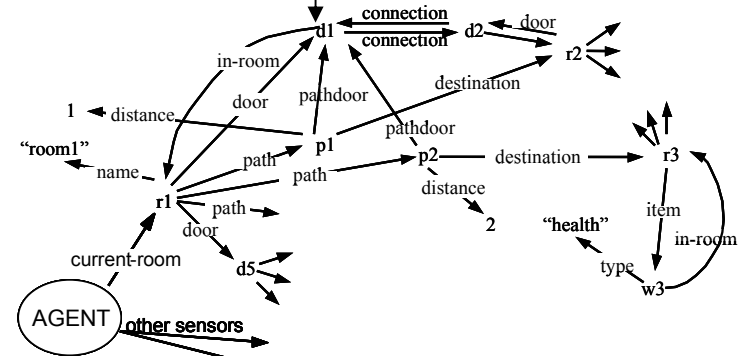 connection
d1
d2
door
connection
r2
in-room
destination
door
pathdoor
1
distance
pathdoor
p1
"room1"
path
p2
destination
r3
name
path
distance
r1
path
item
door
2
"health"
in-room
current-room
d5
type
w3
AGENT
other sensors